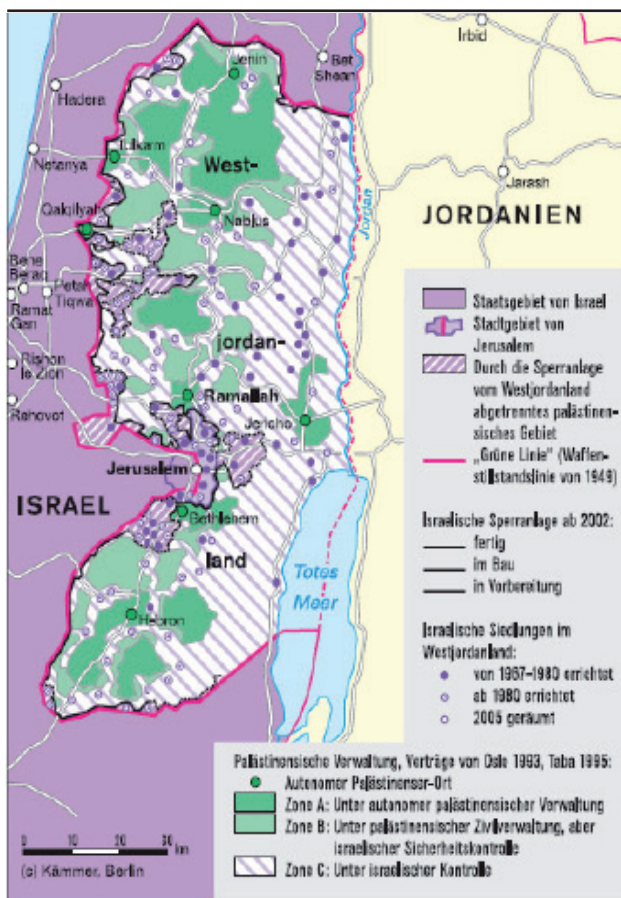 Irbid
Bet
Shean
Jenin
Hadera
Tulkarm
Netanya
West-
Jarash
Nablus
Jordan
JORDANIEN
Qalqilyah
Bene
Beraq
Petah
Tiqwa
Ramat
Gan
jordan-
Rishon
le Zion
Ramallah
Jericho
Rehovot
Jerusalem
ISRAEL
Bethlehem
land
Totes
Meer
Hebron
Staatsgebiet von Israel
Stadtgebiet von
Jerusalem
Durch die Sperranlage
vom Westjordanland
abgetrenntes palästinen-
sisches Gebiet
„Grüne Linie" (Waffen-
stillstandslinie von 1949)
Israelische Sperranlage ab 2002:
fertig
im Bau
in Vorbereitung
Israelische Siedlungen im
Westjordanland:
von 1967–1980 errichtet
ab 1980 errichtet
2005 geräumt
Palästinensische Verwaltung, Verträge von Oslo 1993, Taba 1995:
Autonomer Palästinenser-Ort
Zone A: Unter autonomer palästinensischer Verwaltung
Zone B: Unter palästinensischer Zivilverwaltung, aber
israelischer Sicherheitskontrolle
Zone C: Unter israelischer Kontrolle
0 10 20 30
km
(c) Kämmer, Berlin